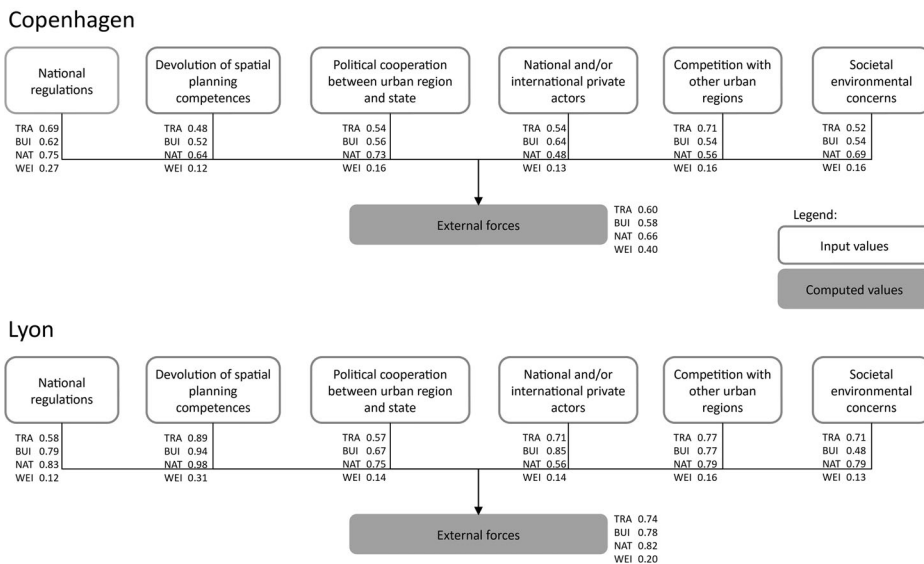 Copenhagen
National
regulations
Devolution of spatial
planning
competences
Political cooperation
between urban region
and state
National and/or
international private
actors
Competition with
other urban
regions
Societal
environmental
concerns
TRA 0.69
BUI 0.62
NAT 0.75
WEI 0.27
TRA 0.48
BUI 0.52
NAT 0.64
WEI 0.12
TRA 0.54
BUI 0.56
NAT 0.73
WEI 0.16
TRA 0.54
BUI 0.64
NAT 0.48
WEI 0.13
TRA 0.71
BUI 0.54
NAT 0.56
WEI 0.16
TRA 0.52
BUI 0.54
NAT 0.69
WEI 0.16
External forces
TRA 0.60
BUI 0.58
NAT 0.66
WEI 0.40
Legend:
Input values
Computed values
Lyon
National
regulations
Devolution of spatial
planning
competences
Political cooperation
between urban region
and state
National and/or
international private
actors
Competition with
other urban
regions
Societal
environmental
concerns
TRA 0.58
BUI 0.79
NAT 0.83
WEI 0.12
TRA 0.89
BUI 0.94
NAT 0.98
WEI 0.31
TRA 0.57
BUI 0.67
NAT 0.75
WEI 0.14
TRA 0.71
BUI 0.85
NAT 0.56
WEI 0.14
TRA 0.77
BUI 0.77
NAT 0.79
WEI 0.16
TRA 0.71
BUI 0.48
NAT 0.79
WEI 0.13
External forces
TRA 0.74
BUI 0.78
NAT 0.82
WEI 0.20